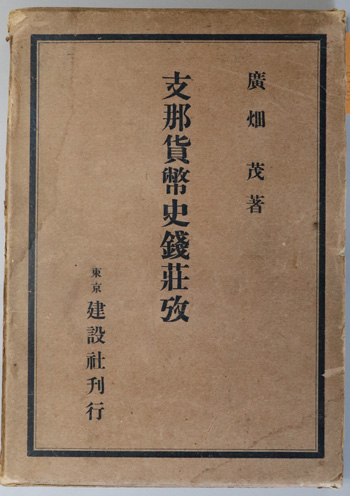 廣畑茂著
支那貨幣史錢莊攷
東京 建設社刊行